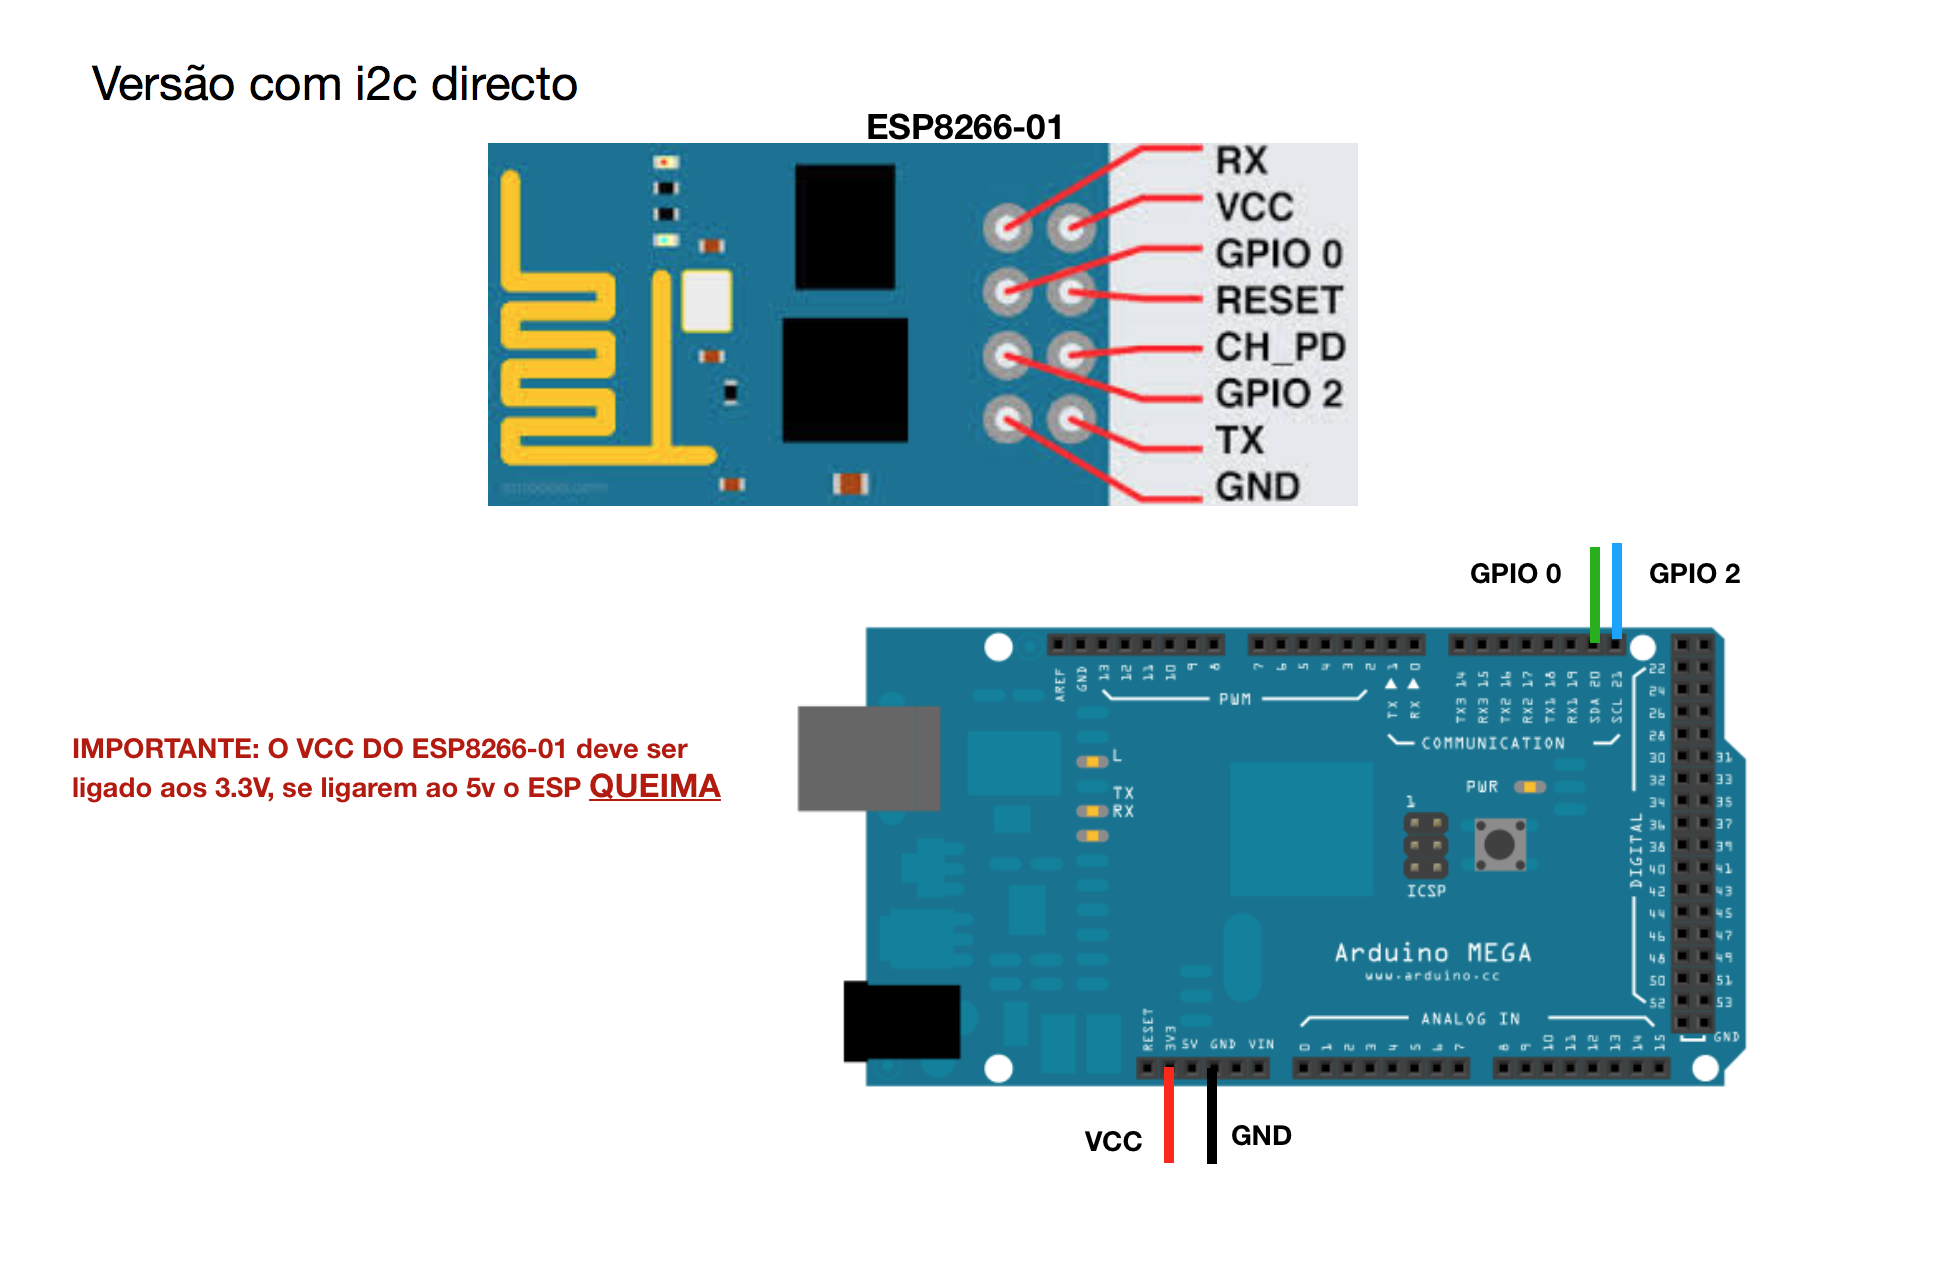 Versão com i2c directo
ESP8266-01
RX
VCC
GPIO 0
RESET
CH_PD
GPIO 2
TX
GND
GPIO 0
GPIO 2
AREF
GND
13
12
11
10
9
8
7
6
5
4
3
2
1
0
TX
RX
PWM
TX3 14
RX3 15
TX2 16
RX2 17
TX1 18
RX1 19
SDA 20
SCL 21
COMMUNICATION
22
24
26
28
30 31
32 33
34 35
36 37
38 39
40 41
42 43
44 45
46 47
48 49
50 51
52 53
GND
DIGITAL
IMPORTANTE: O VCC DO ESP8266-01 deve ser
ligado aos 3.3V, se ligarem ao 5v o ESP QUEIMA
L
TX
RX
PWR
1
ICSP
Arduino MEGA
www.arduino.cc
RESET
3V3
5V GND VIN
ANALOG IN
0
1
2
3
4
5
6
7
8
9
10
11
12
13
14
15
VCC
GND